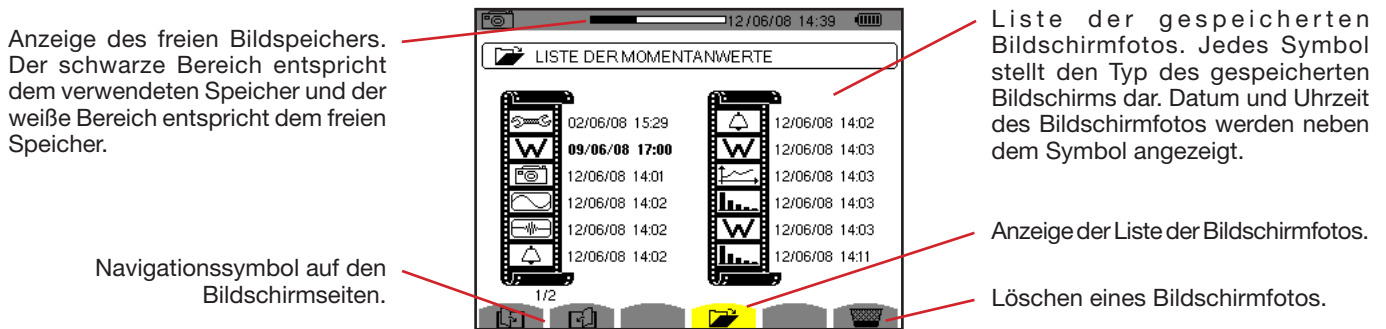 Anzeige des freien Bildspeichers.
Der schwarze Bereich entspricht
dem verwendeten Speicher und der
weiße Bereich entspricht dem freien
Speicher.
Navigationssymbol auf den
Bildschirmseiten.
12/06/08 14:39
LISTE DER MOMENTANWERTE
02/06/08 15:29
W 09/06/08 17:00
12/06/08 14:01
12/06/08 14:02
12/06/08 14:02
12/06/08 14:02
12/06/08 14:02
W 12/06/08 14:03
12/06/08 14:03
12/06/08 14:03
W 12/06/08 14:03
12/06/08 14:11
1/2
Liste der gespeicherten
Bildschirmfotos. Jedes Symbol
stellt den Typ des gespeicherten
Bildschirms dar. Datum und Uhrzeit
des Bildschirmfotos werden neben
dem Symbol angezeigt.
Anzeige der Liste der Bildschirmfotos.
Löschen eines Bildschirmfotos.